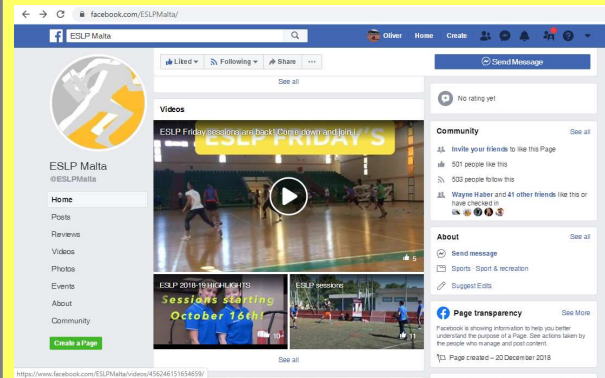 facebook.com/ESLPMalta/
ESLP Malta
Oliver Home Create
Liked Following Share ...
Send Message
See all
ESLP Malta
@ESLPMalta
Home
Posts
Reviews
Videos
Photos
Events
About
Community
Create a Page
Videos
ESLP Friday sessions are back! Come down and join i...
ESLP FRIDAY'S
5
ESLP 2018-19 HIGHLIGHTS
Sessions starting
October 16th!
10
ESLP sessions
11
See all
No rating yet
Community See all
Invite your friends to like this Page
501 people like this
503 people follow this
Wayne Haber and 41 other friends like this or
have checked in
About See all
Send message
Sports · Sport & recreation
Suggest Edits
Page transparency See More
Facebook is showing information to help you better
understand the purpose of a Page. See actions taken by
the people who manage and post content.
Page created – 20 December 2018
https://www.facebook.com/ESLPMalta/videos/456246151654659/